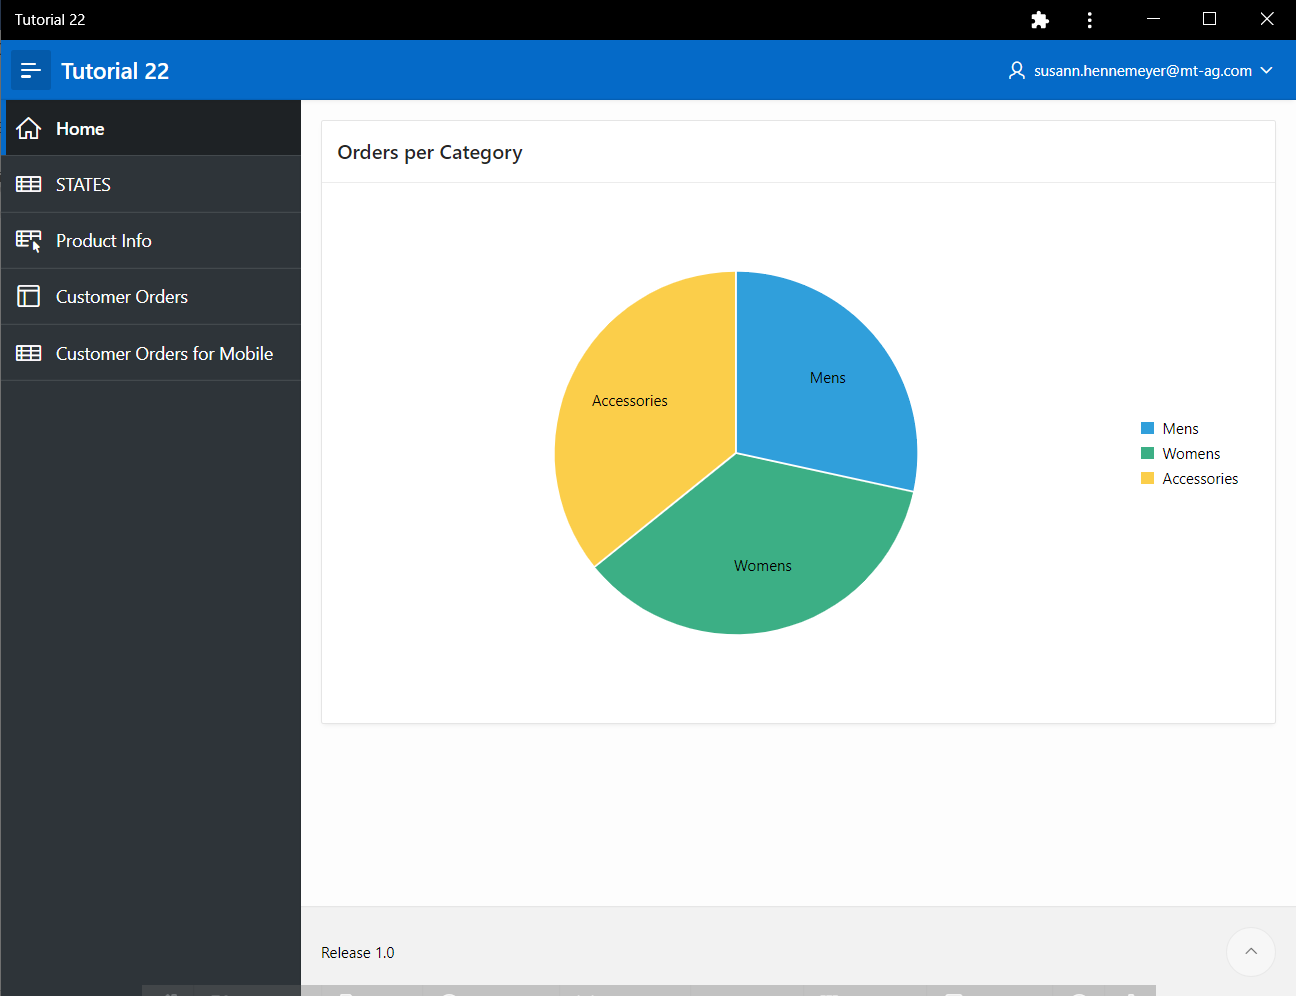 Tutorial 22
Tutorial 22
susann.hennemeyer@mt-ag.com
Home
STATES
Product Info
Customer Orders
Customer Orders for Mobile
Orders per Category
Mens
Accessories
Womens
Mens
Womens
Accessories
Release 1.0